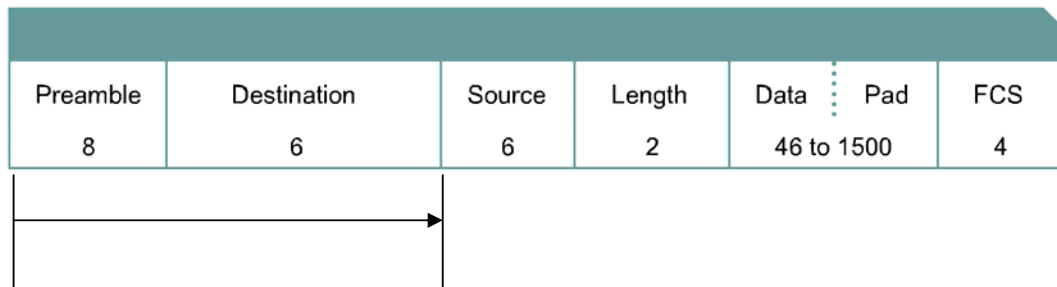 Preamble Destination Source Length Data Pad FCS
8 6 6 2 46 to 1500 4